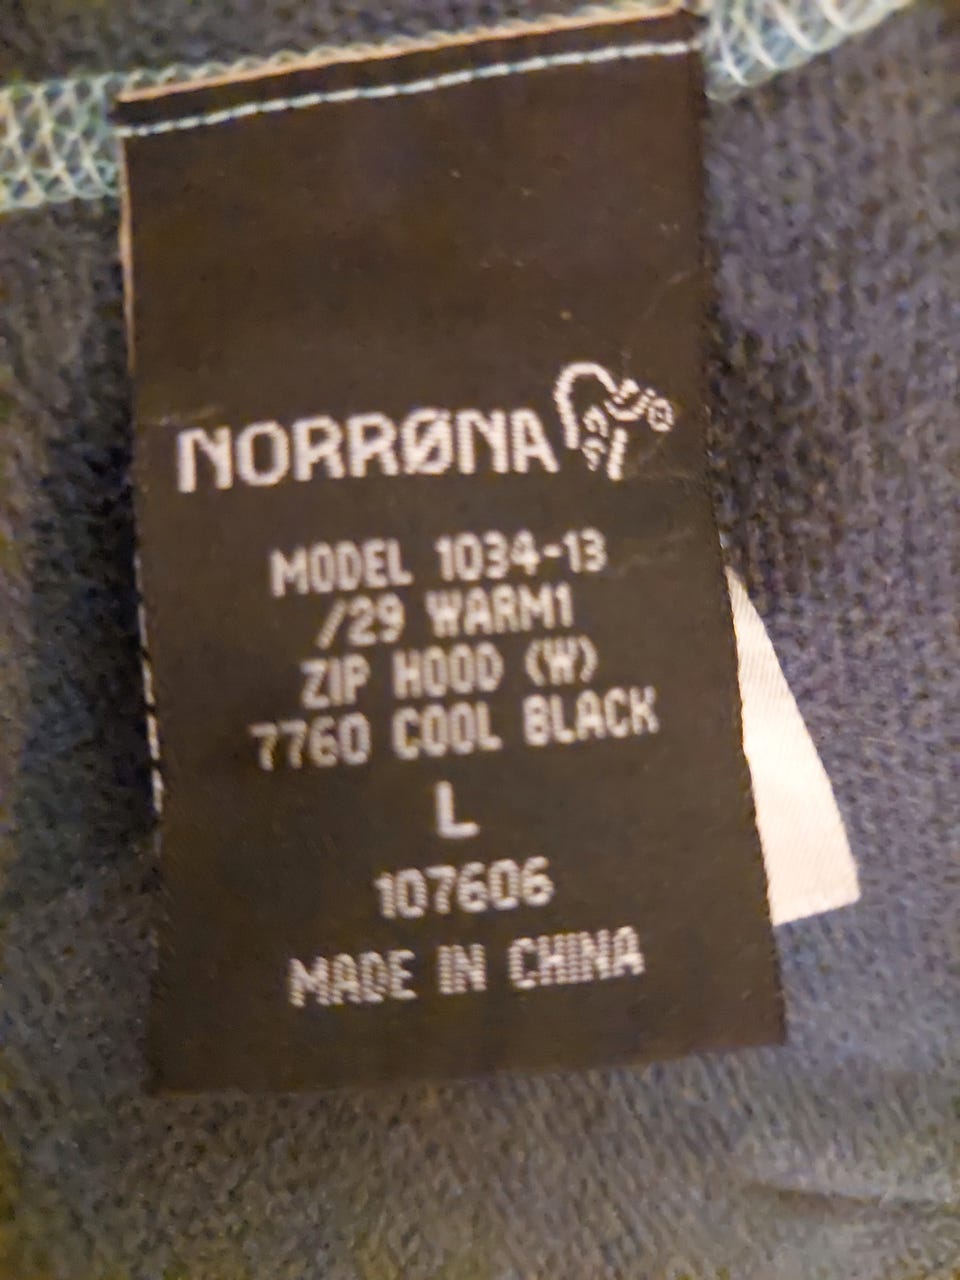 NORRØNA
MODEL 1034-13
/29 WARM1
ZIP HOOD (W)
7760 COOL BLACK
L
107606
MADE IN CHINA